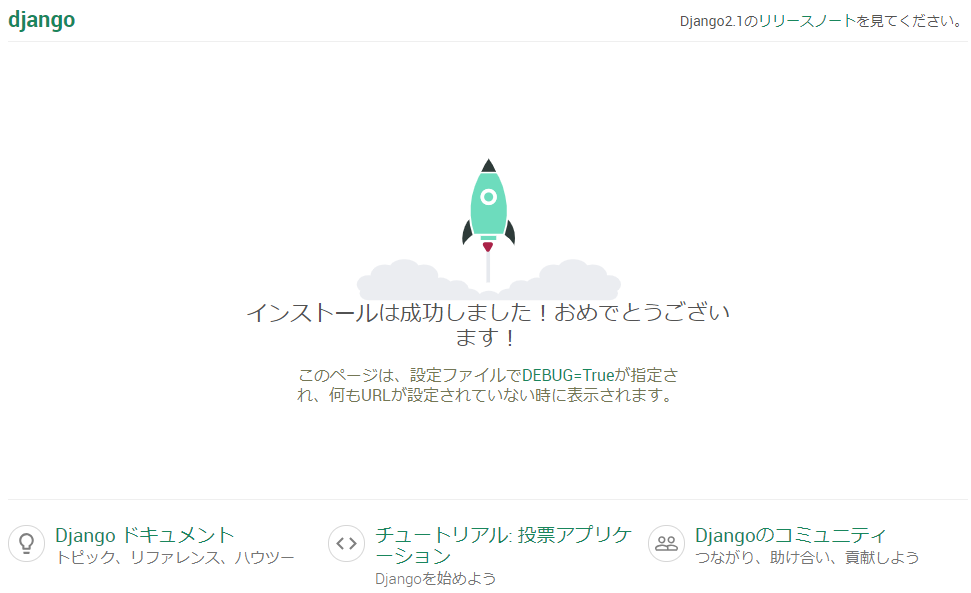 django
Django2.1のリリースノートを見てください。
インストールは成功しました！おめでとうござい
ます！
このページは、設定ファイルでDEBUG=Trueが指定さ
れ、何もURLが設定されていない時に表示されます。
Django ドキュメント
トピック、リファレンス、ハウツー
チュートリアル: 投票アプリケ
ーション
Djangoを始めよう
Djangoのコミュニティ
つながり、助け合い、貢献しよう